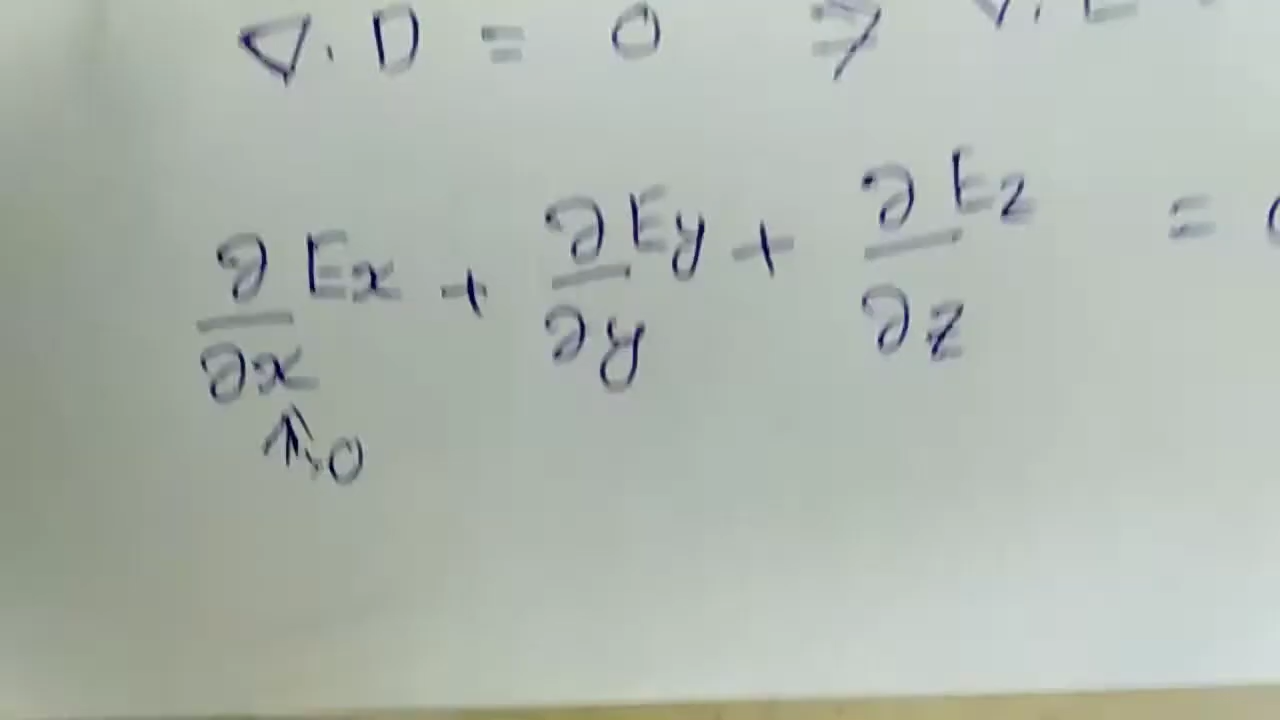 ∇. D = 0 ⇒ ∇. E
∂Ex/∂x + ∂Ey/∂y + ∂Ez/∂z =
↑0